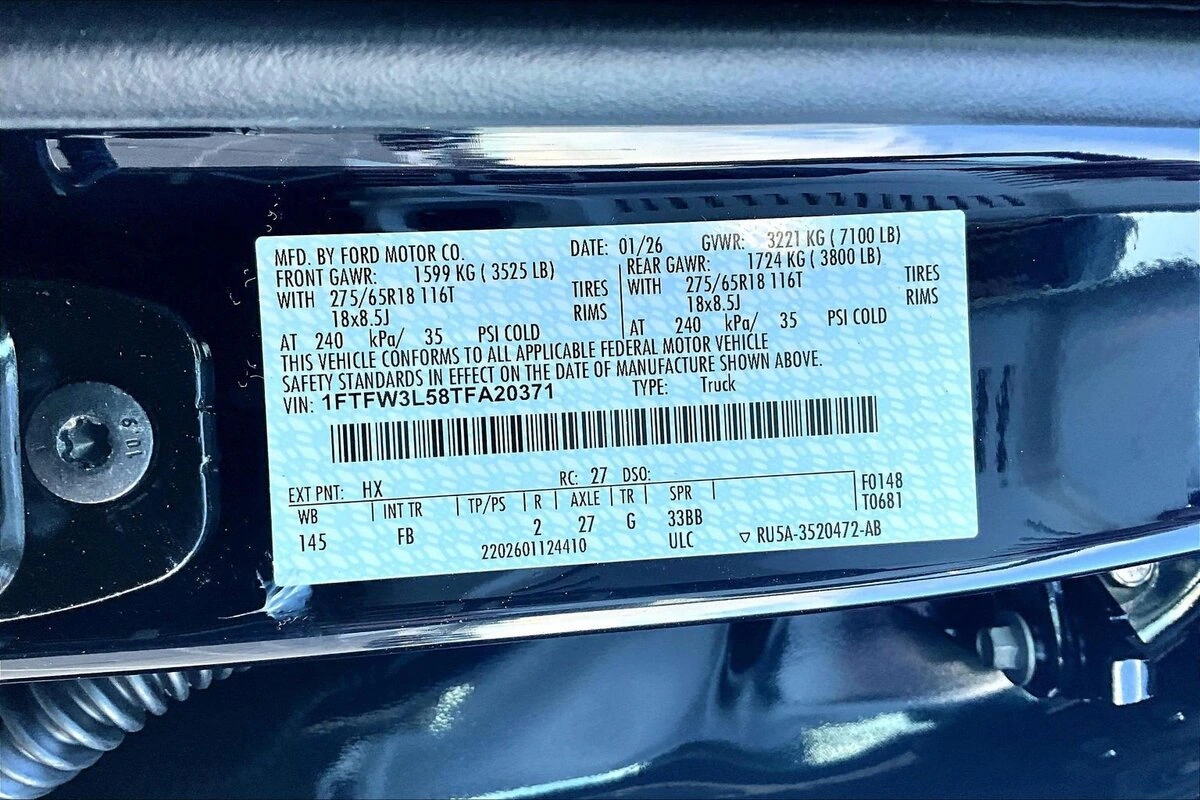 MFD. BY FORD MOTOR CO. DATE: 01/26 GVWR: 3221 KG ( 7100 LB)
FRONT GAWR: 1599 KG ( 3525 LB) REAR GAWR: 1724 KG ( 3800 LB)
WITH 275/65R18 116T TIRES WITH 275/65R18 116T TIRES
18x8.5J RIMS 18x8.5J RIMS
AT 240 kPa/ 35 PSI COLD AT 240 kPa/ 35 PSI COLD
THIS VEHICLE CONFORMS TO ALL APPLICABLE FEDERAL MOTOR VEHICLE
SAFETY STANDARDS IN EFFECT ON THE DATE OF MANUFACTURE SHOWN ABOVE.
VIN: 1FTFW3L58TFA20371 TYPE: Truck
EXT PNT: HX RC: 27 DSO: F0148
WB INT TR TP/PS R AXLE TR SPR T0681
145 FB 2 27 G 33BB
2202601124410 ULC ▽ RU5A-3520472-AB